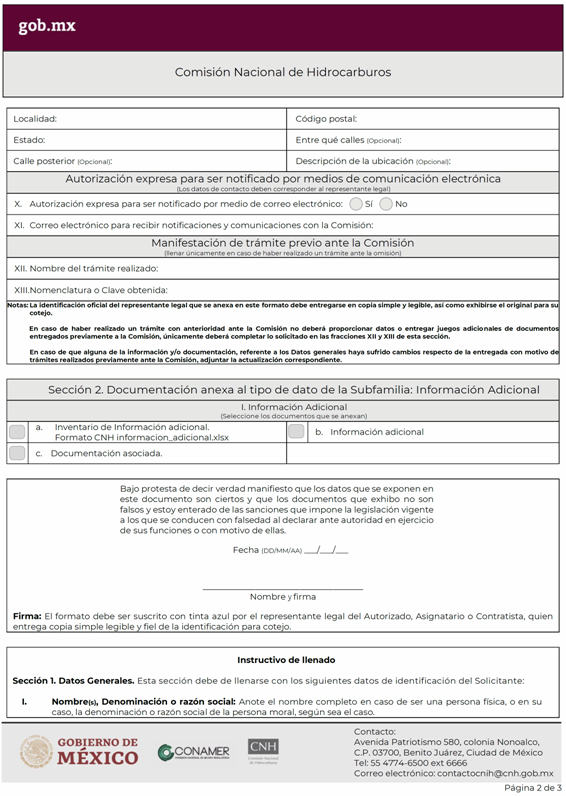 gob.mx
Comisión Nacional de Hidrocarburos
Localidad:
Código postal:
Estado:
Entre qué calles (Opcional):
Calle posterior (Opcional):
Descripción de la ubicación (Opcional):
Autorización expresa para ser notificado por medios de comunicación electrónica
(Los datos de contacto deben corresponder al representante legal)
X. Autorización expresa para ser notificado por medio de correo electrónico: Sí No
XI. Correo electrónico para recibir notificaciones y comunicaciones con la Comisión:
Manifestación de trámite previo ante la Comisión
(llenar únicamente en caso de haber realizado un trámite ante la omisión)
XII. Nombre del trámite realizado:
XIII.Nomenclatura o Clave obtenida:
Notas: La identificación oficial del representante legal que se anexa en este formato debe entregarse en copia simple y legible, así como exhibirse el original para su
cotejo.
En caso de haber realizado un trámite con anterioridad ante la Comisión no deberá proporcionar datos o entregar juegos adicionales de documentos
entregados previamente a la Comisión, únicamente deberá completar lo solicitado en las fracciones XII y XIII de esta sección.
En caso de que alguna de la información y/o documentación, referente a los Datos generales haya sufrido cambios respecto de la entregada con motivo de
trámites realizados previamente ante la Comisión, adjuntar la actualización correspondiente.
Sección 2. Documentación anexa al tipo de dato de la Subfamilia: Información Adicional
I. Información Adicional
(Seleccione los documentos que se anexan)
a. Inventario de Información adicional.
Formato CNH informacion_adicional.xlsx
b. Información adicional
c. Documentación asociada.
Bajo protesta de decir verdad manifiesto que los datos que se exponen en
este documento son ciertos y que los documentos que exhibo no son
falsos y estoy enterado de las sanciones que impone la legislación vigente
a los que se conducen con falsedad al declarar ante autoridad en ejercicio
de sus funciones o con motivo de ellas.
Fecha (DD/MM/AA) ___/___/___
Nombre y firma
Firma: El formato debe ser suscrito con tinta azul por el representante legal del Autorizado, Asignatario o Contratista, quien
entrega copia simple legible y fiel de la identificación para cotejo.
Instructivo de llenado
Sección 1. Datos Generales. Esta sección debe de llenarse con los siguientes datos de identificación del Solicitante:
I. Nombre(s), Denominación o razón social: Anote el nombre completo en caso de ser una persona física, o en su
caso, la denominación o razón social de la persona moral, según sea el caso.
GOBIERNO DE
MÉXICO
CONAMER
CNH
Comisión Nacional
de Hidrocarburos
Contacto:
Avenida Patriotismo 580, colonia Nonoalco,
C.P. 03700, Benito Juárez, Ciudad de México
Tel: 55 4774-6500 ext 6666
Correo electrónico: contactocnih@cnh.gob.mx
Página 2 de 3